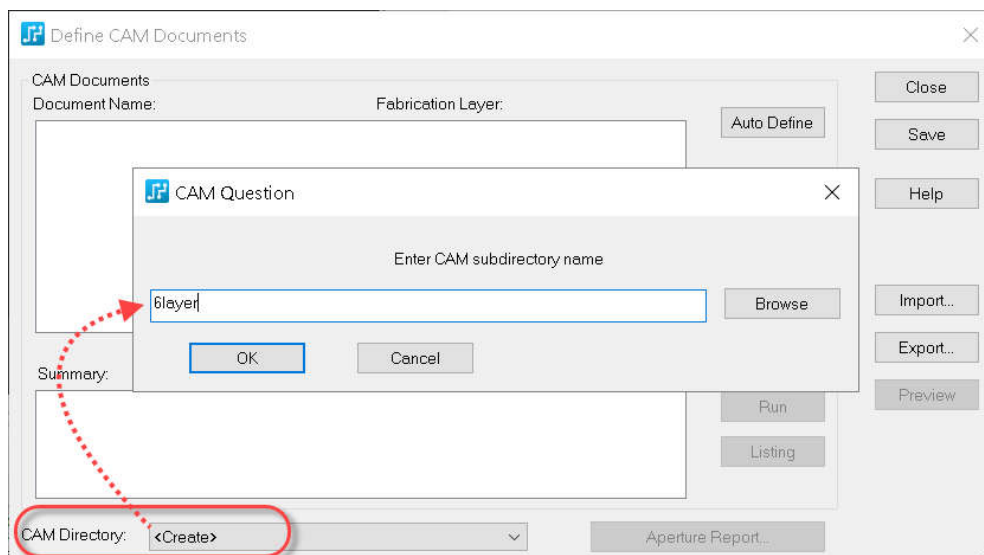 Define CAM Documents
CAM Documents
Document Name:
Fabrication Layer:
Auto Define
Close
Save
Help
Import...
Export...
Preview
CAM Question
Enter CAM subdirectory name
6layer
Browse
OK
Cancel
Summary:
Run
Listing
CAM Directory:
<Create>
Aperture Report...